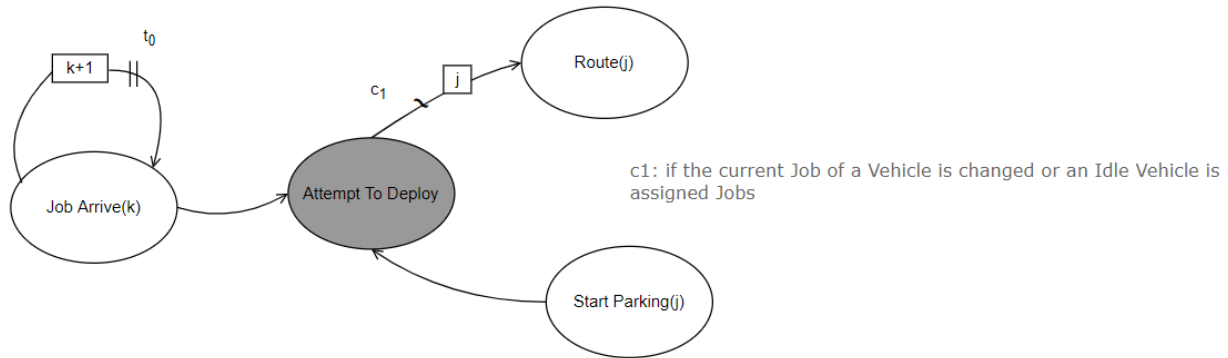 t0
k+1
Route(j)
j
c1
Job Arrive(k)
Attempt To Deploy
c1: if the current Job of a Vehicle is changed or an Idle Vehicle is
assigned Jobs
Start Parking(j)